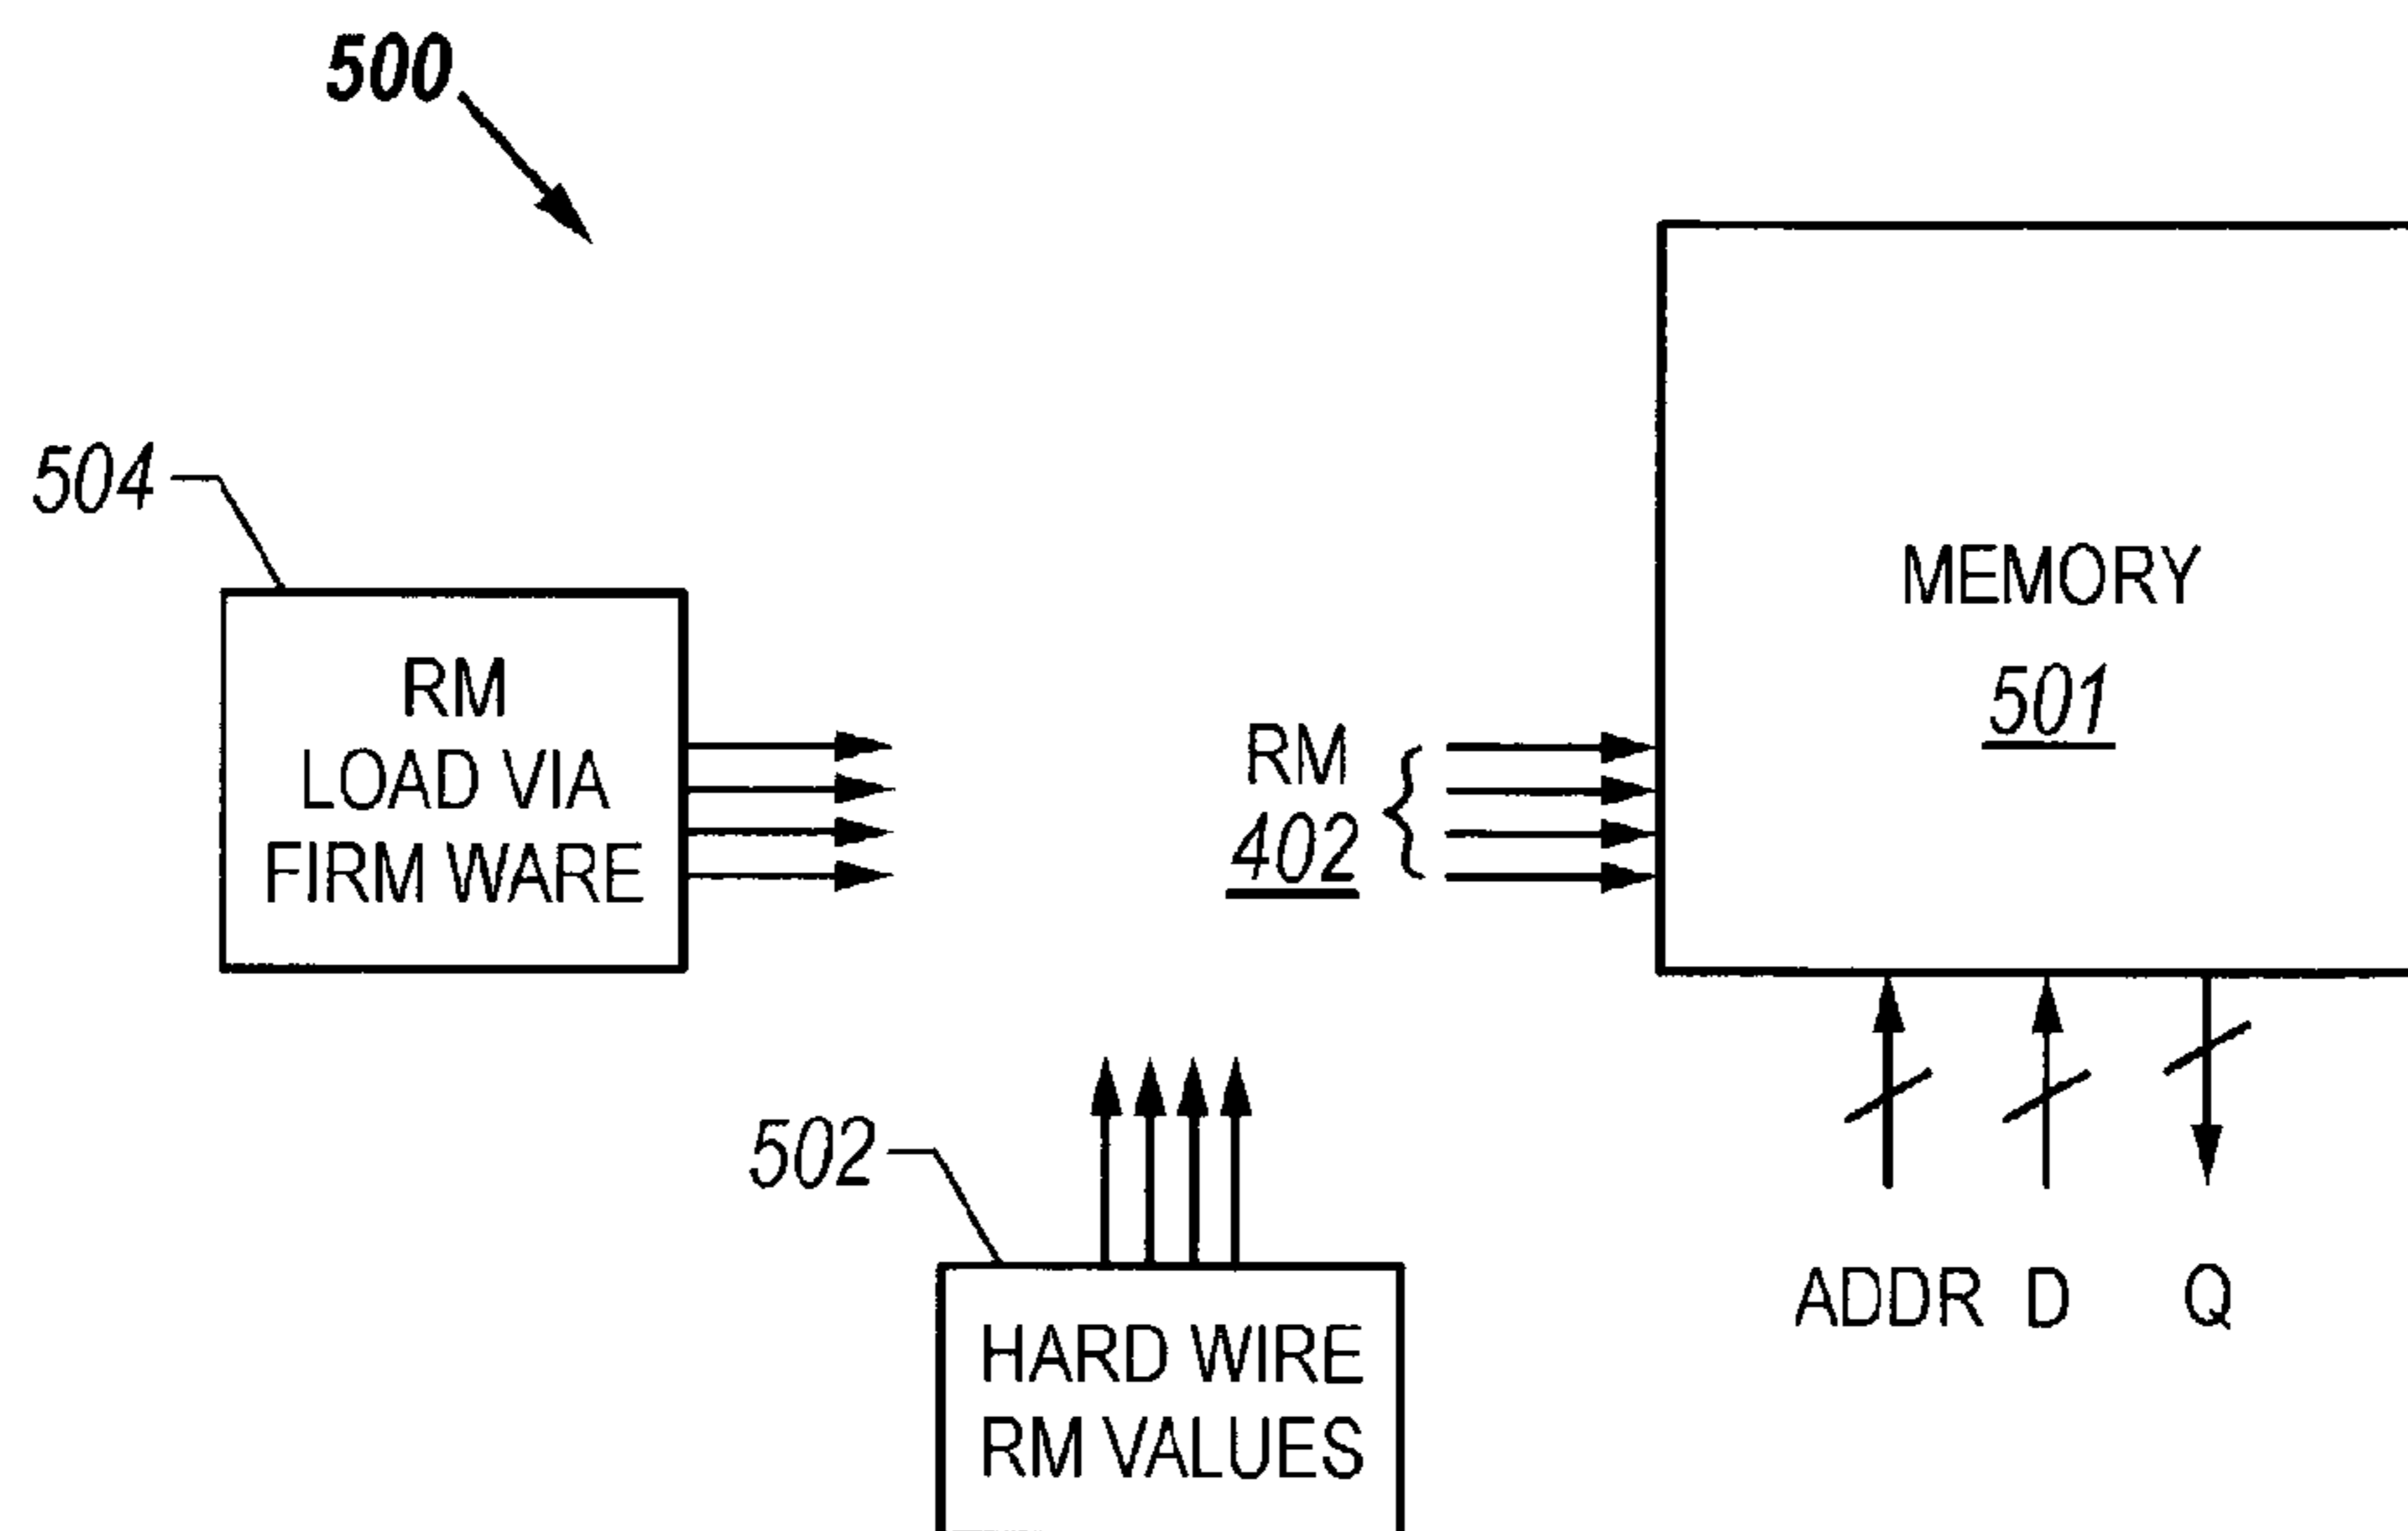 500
504
RM
LOAD VIA
FIRM WARE
RM
402
MEMORY
501
502
HARD WIRE
RM VALUES
ADDR D Q